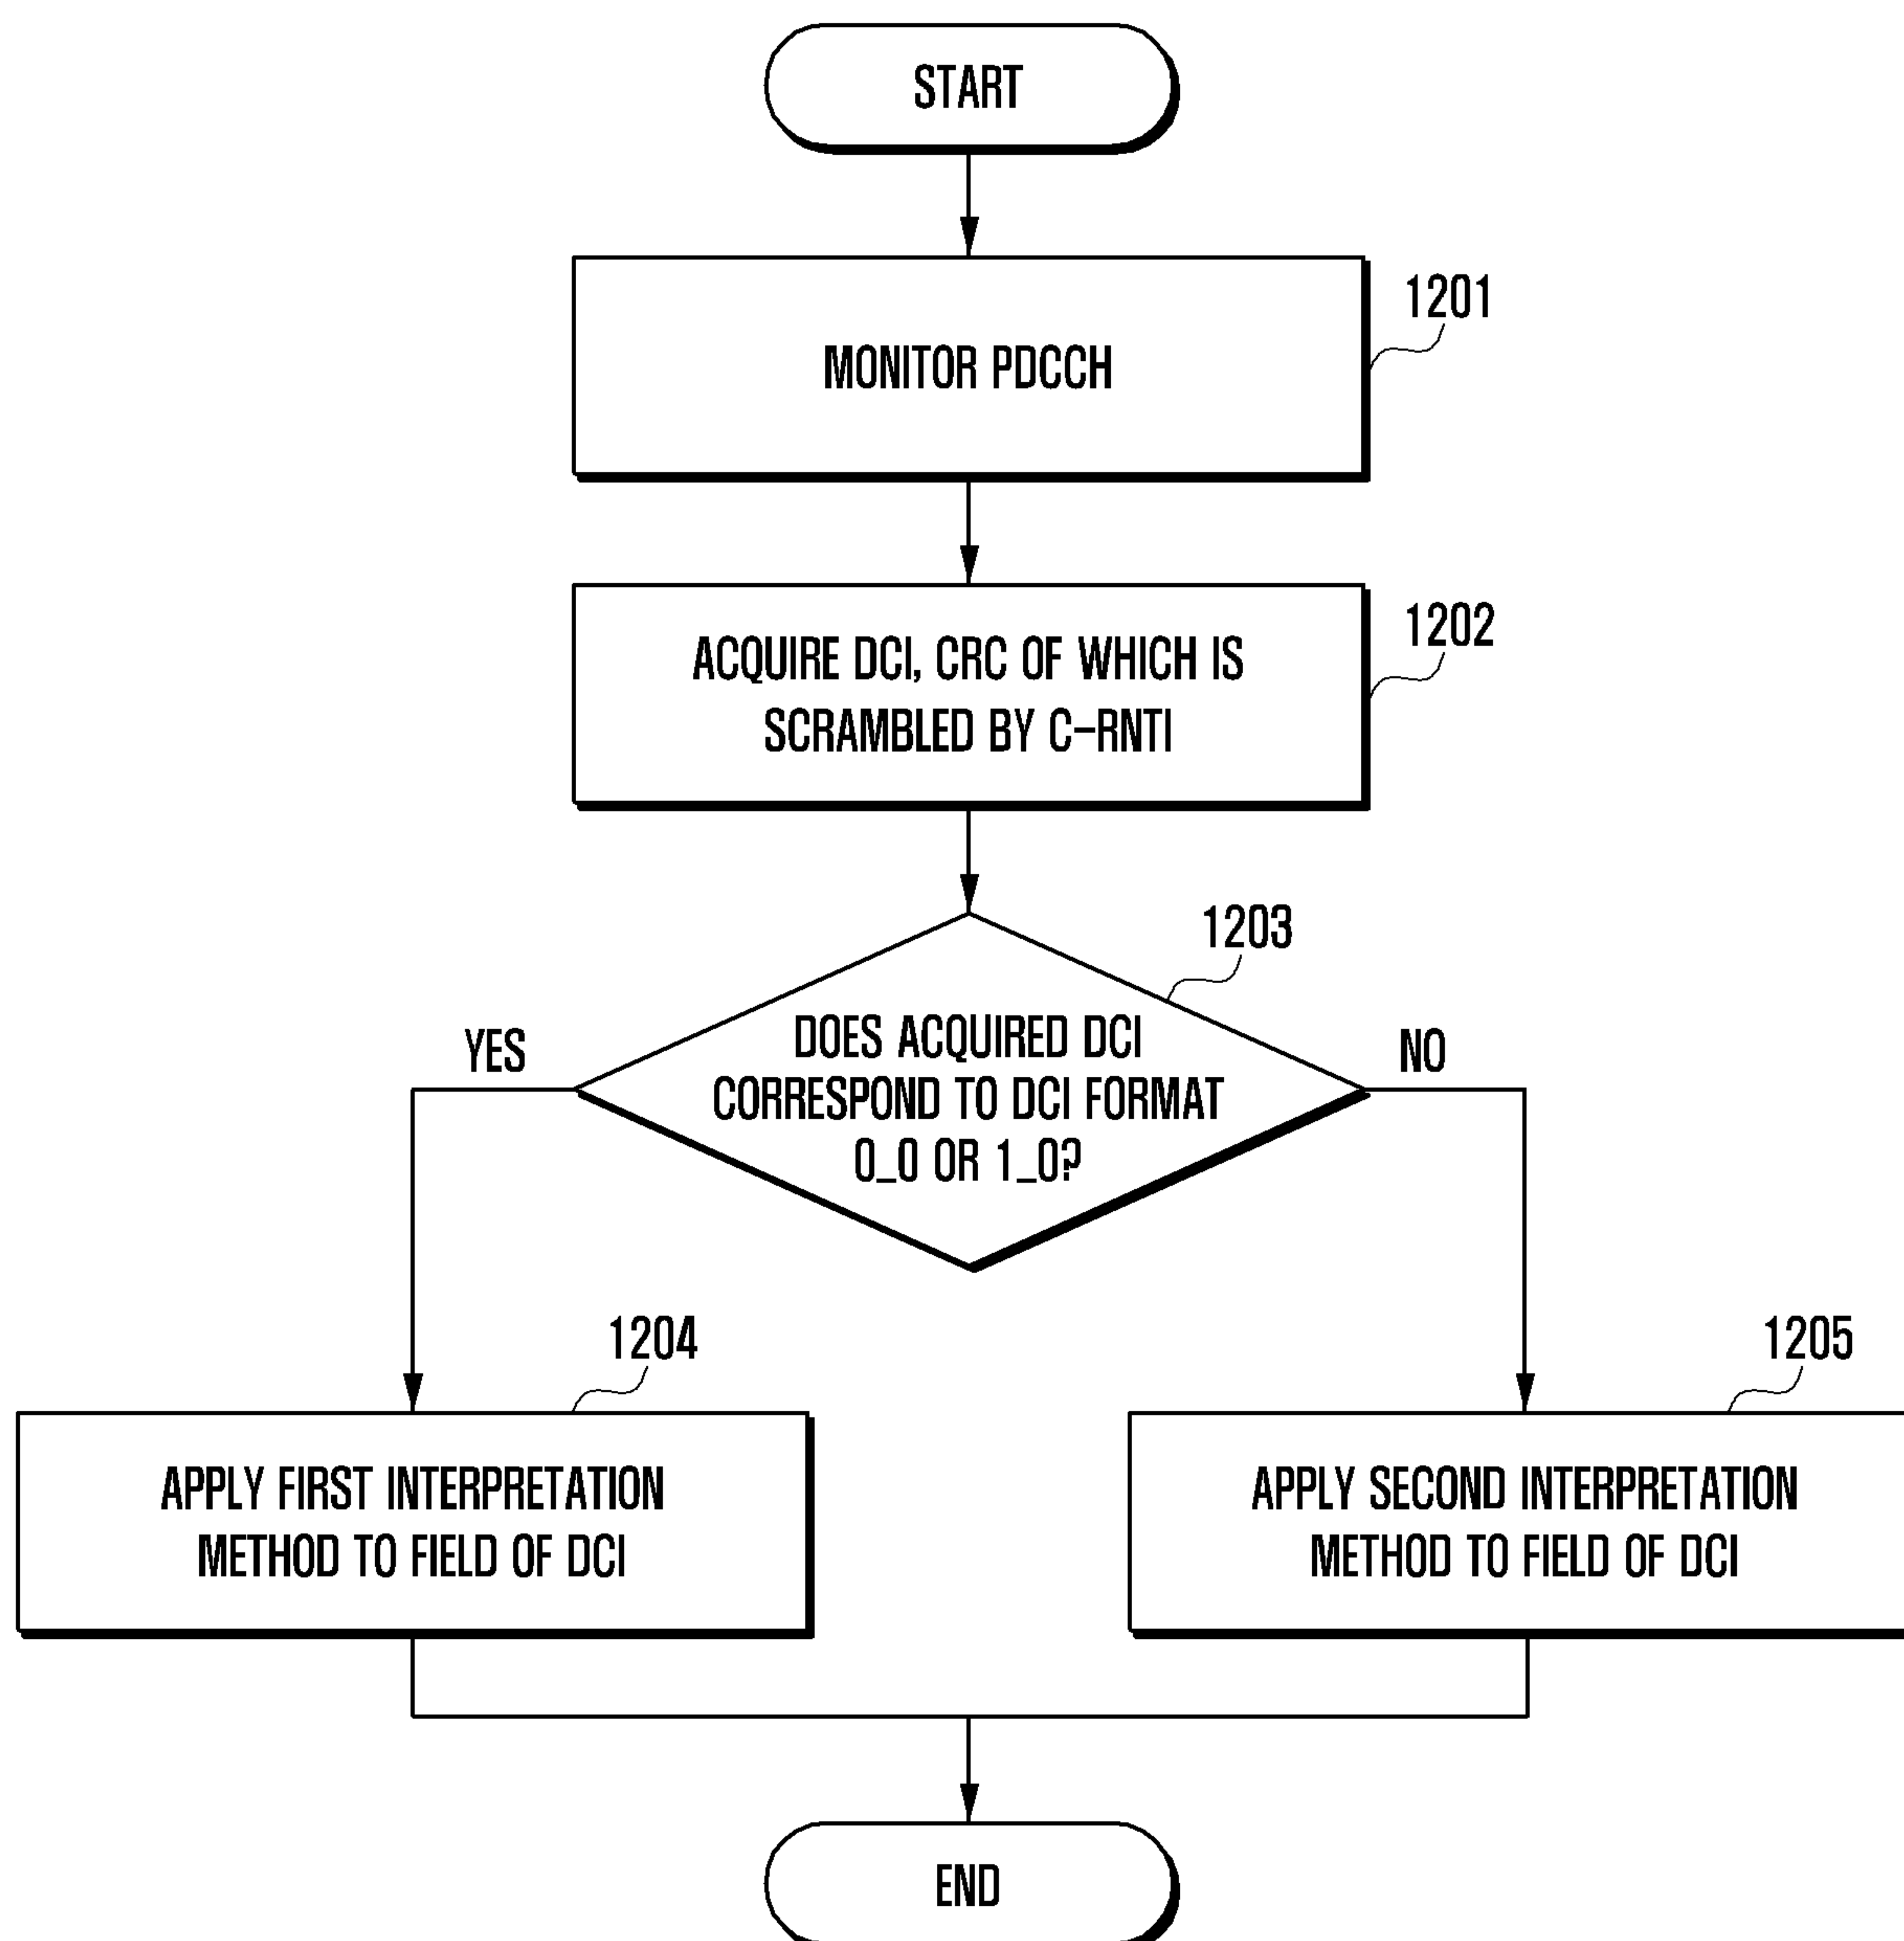 START
MONITOR PDCCH
1201
ACQUIRE DCI, CRC OF WHICH IS
SCRAMBLED BY C-RNTI
1202
1203
DOES ACQUIRED DCI
CORRESPOND TO DCI FORMAT
0_0 OR 1_0?
YES
NO
1204
APPLY FIRST INTERPRETATION
METHOD TO FIELD OF DCI
1205
APPLY SECOND INTERPRETATION
METHOD TO FIELD OF DCI
END